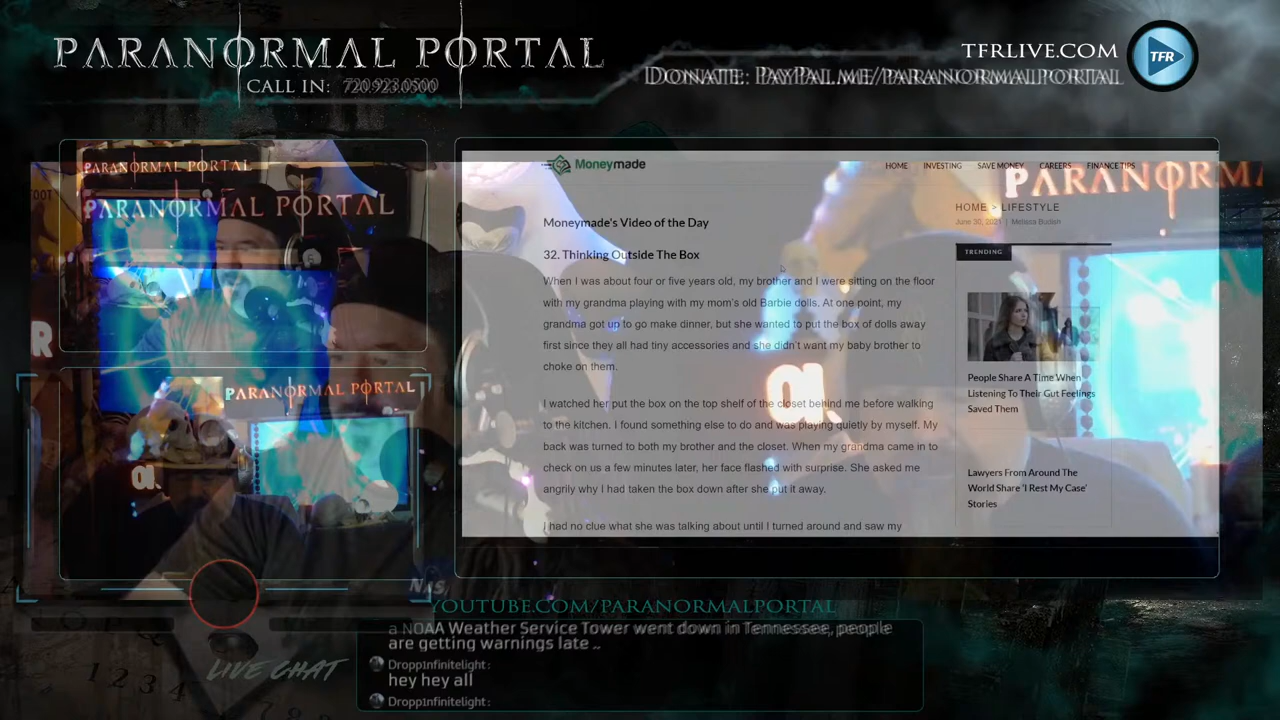 PARANORMAL PORTAL
CALL IN: 720.923.0500
TFRLIVE.COM
TFR
DONATE: PAYPAL.ME/PARANORMALPORTAL
PARANORMAL PORTAL
PARANORMAL PORTAL
PARANORMAL PORTAL
Moneymade
HOME INVESTING SAVE MONEY CAREERS FINANCE TIPS
PARANORMA
HOME > LIFESTYLE
June 30, 2021 | Melissa Budish
TRENDING
Moneymade's Video of the Day
32. Thinking Outside The Box
When I was about four or five years old, my brother and I were sitting on the floor
with my grandma playing with my mom's old Barbie dolls. At one point, my
grandma got up to go make dinner, but she wanted to put the box of dolls away
first since they all had tiny accessories and she didn't want my baby brother to
choke on them.
I watched her put the box on the top shelf of the closet behind me before walking
to the kitchen. I found something else to do and was playing quietly by myself. My
back was turned to both my brother and the closet. When my grandma came in to
check on us a few minutes later, her face flashed with surprise. She asked me
angrily why I had taken the box down after she put it away.
I had no clue what she was talking about until I turned around and saw my
People Share A Time When
Listening To Their Gut Feelings
Saved Them
Lawyers From Around The
World Share 'I Rest My Case'
Stories
YOUTUBE.COM/PARANORMALPORTAL
LIVE CHAT
a NOAA Weather Service Tower went down in Tennessee, people
are getting warnings late ~
Dropp1nfinitelight:
hey hey all
Dropp1nfinitelight:
1 2 3 4